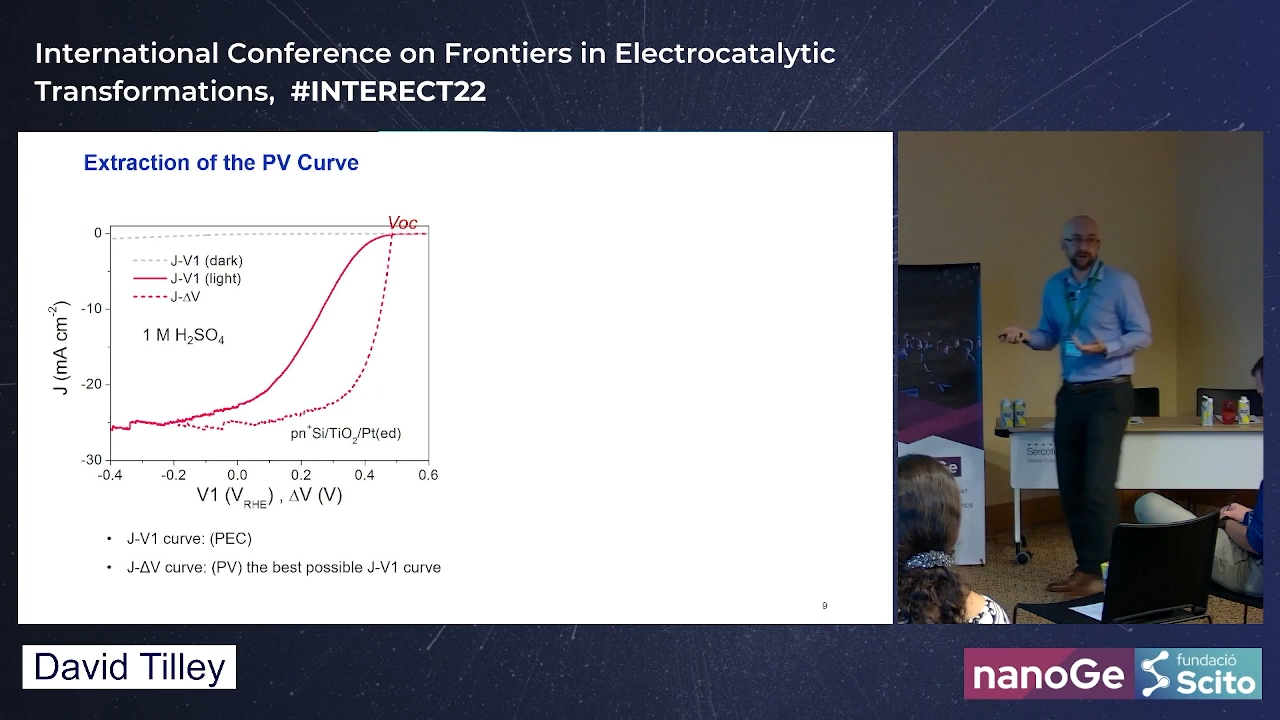 International Conference on Frontiers in Electrocatalytic
Transformations, #INTERECT22
Extraction of the PV Curve
Voc
0
-10
-20
-30
J (mA cm-2)
J-V1 (dark)
J-V1 (light)
J-ΔV
1 M H2SO4
pn+Si/TiO2/Pt(ed)
-0.4 -0.2 0.0 0.2 0.4 0.6
V1 (VRHE) , ΔV (V)
• J-V1 curve: (PEC)
• J-ΔV curve: (PV) the best possible J-V1 curve
9
David Tilley
nanoGe
fundació
Scito